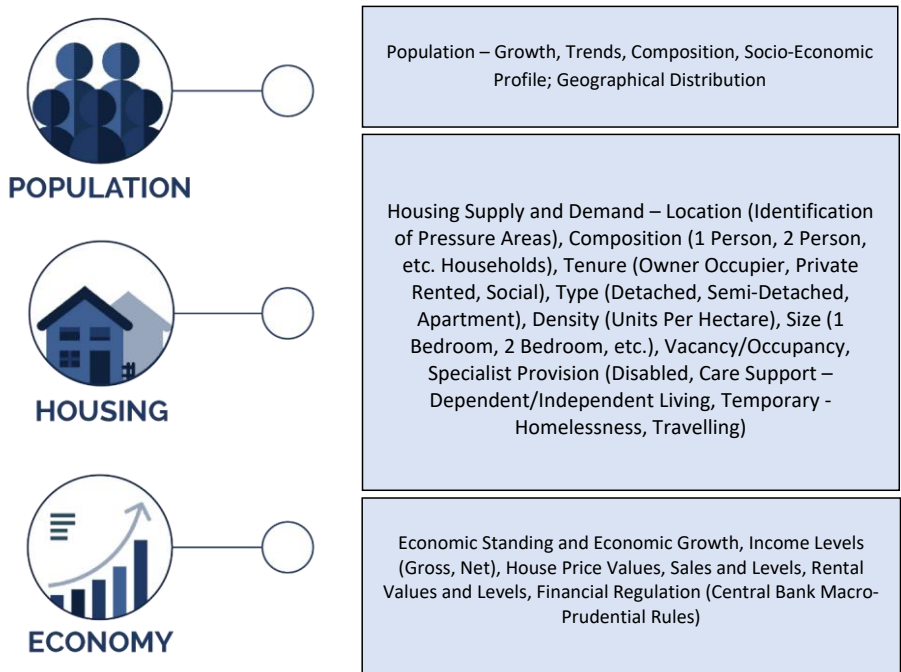 Population – Growth, Trends, Composition, Socio-Economic
Profile; Geographical Distribution
POPULATION
Housing Supply and Demand – Location (Identification
of Pressure Areas), Composition (1 Person, 2 Person,
etc. Households), Tenure (Owner Occupier, Private
Rented, Social), Type (Detached, Semi-Detached,
Apartment), Density (Units Per Hectare), Size (1
Bedroom, 2 Bedroom, etc.), Vacancy/Occupancy,
Specialist Provision (Disabled, Care Support –
Dependent/Independent Living, Temporary -
Homelessness, Travelling)
HOUSING
Economic Standing and Economic Growth, Income Levels
(Gross, Net), House Price Values, Sales and Levels, Rental
Values and Levels, Financial Regulation (Central Bank Macro-
Prudential Rules)
ECONOMY